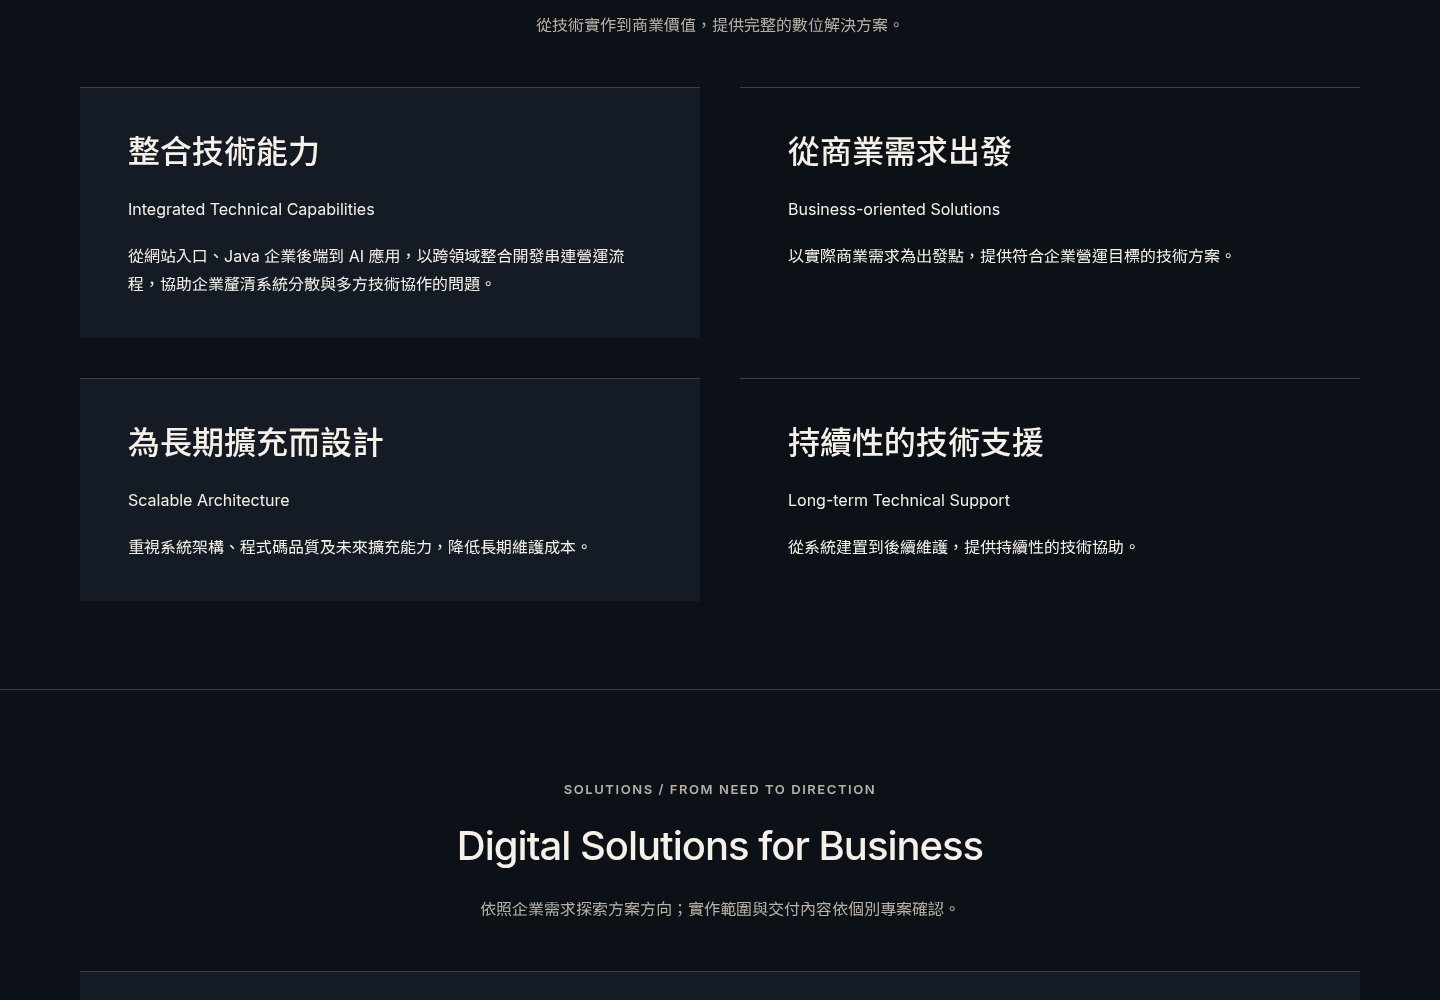 從技術實作到商業價值，提供完整的數位解決方案。
整合技術能力
Integrated Technical Capabilities
從網站入口、Java 企業後端到 AI 應用，以跨領域整合開發串連營運流
程，協助企業釐清系統分散與多方技術協作的問題。
從商業需求出發
Business-oriented Solutions
以實際商業需求為出發點，提供符合企業營運目標的技術方案。
為長期擴充而設計
Scalable Architecture
重視系統架構、程式碼品質及未來擴充能力，降低長期維護成本。
持續性的技術支援
Long-term Technical Support
從系統建置到後續維護，提供持續性的技術協助。
SOLUTIONS / FROM NEED TO DIRECTION
Digital Solutions for Business
依照企業需求探索方案方向；實作範圍與交付內容依個別專案確認。